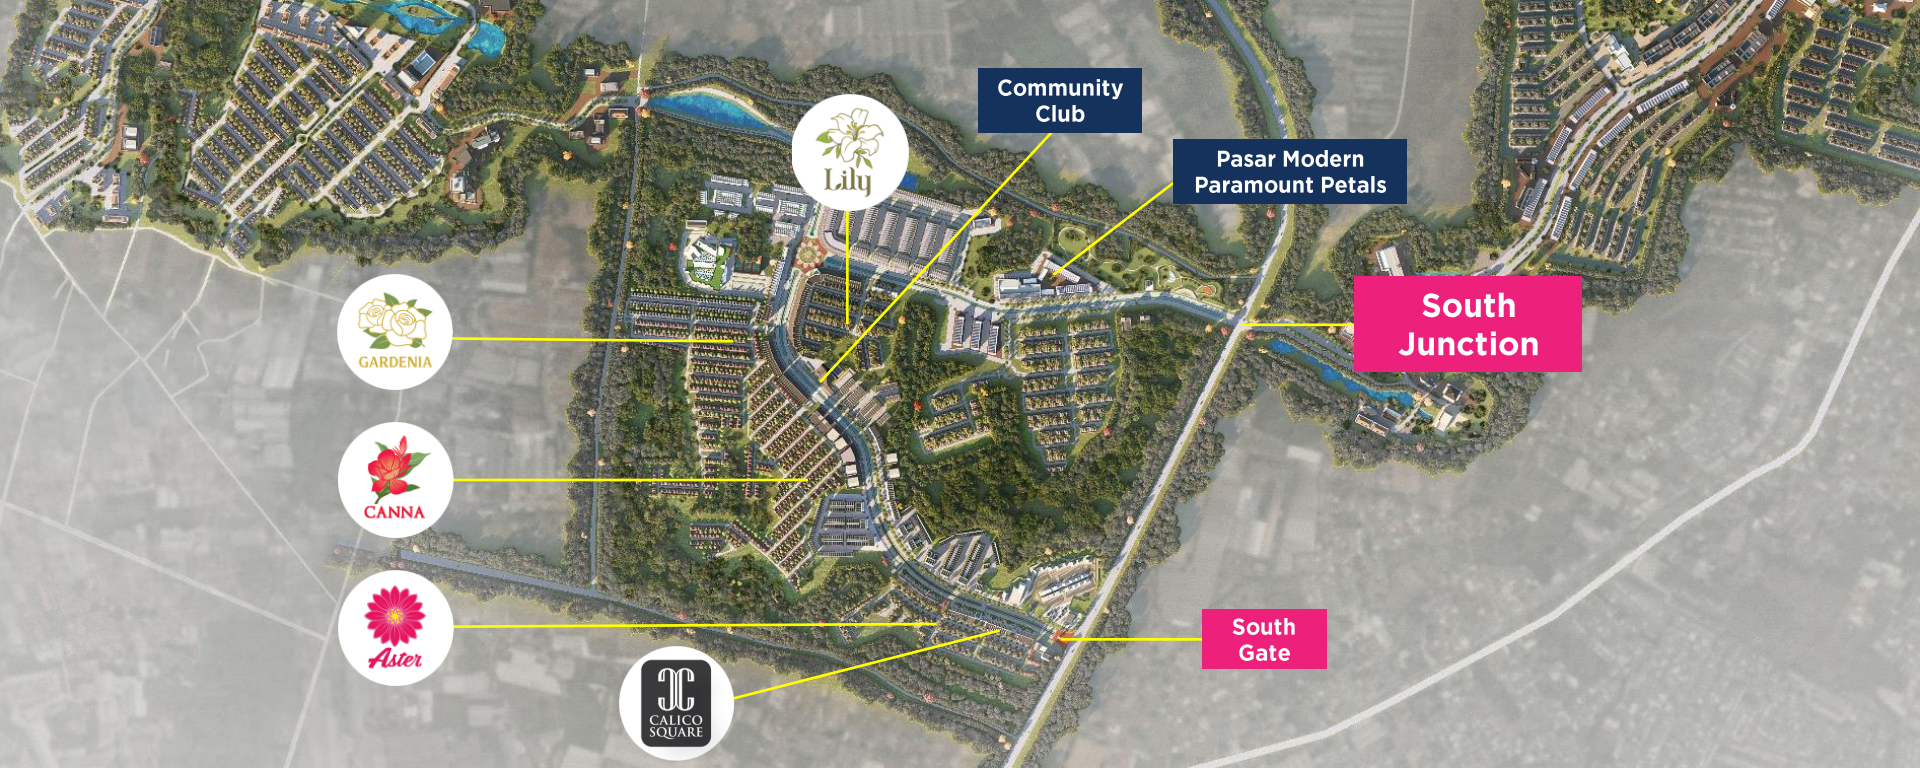 Community
Club
Pasar Modern
Paramount Petals
Lily
South
Junction
GARDENIA
CANNA
Aster
South
Gate
CALICO
SQUARE